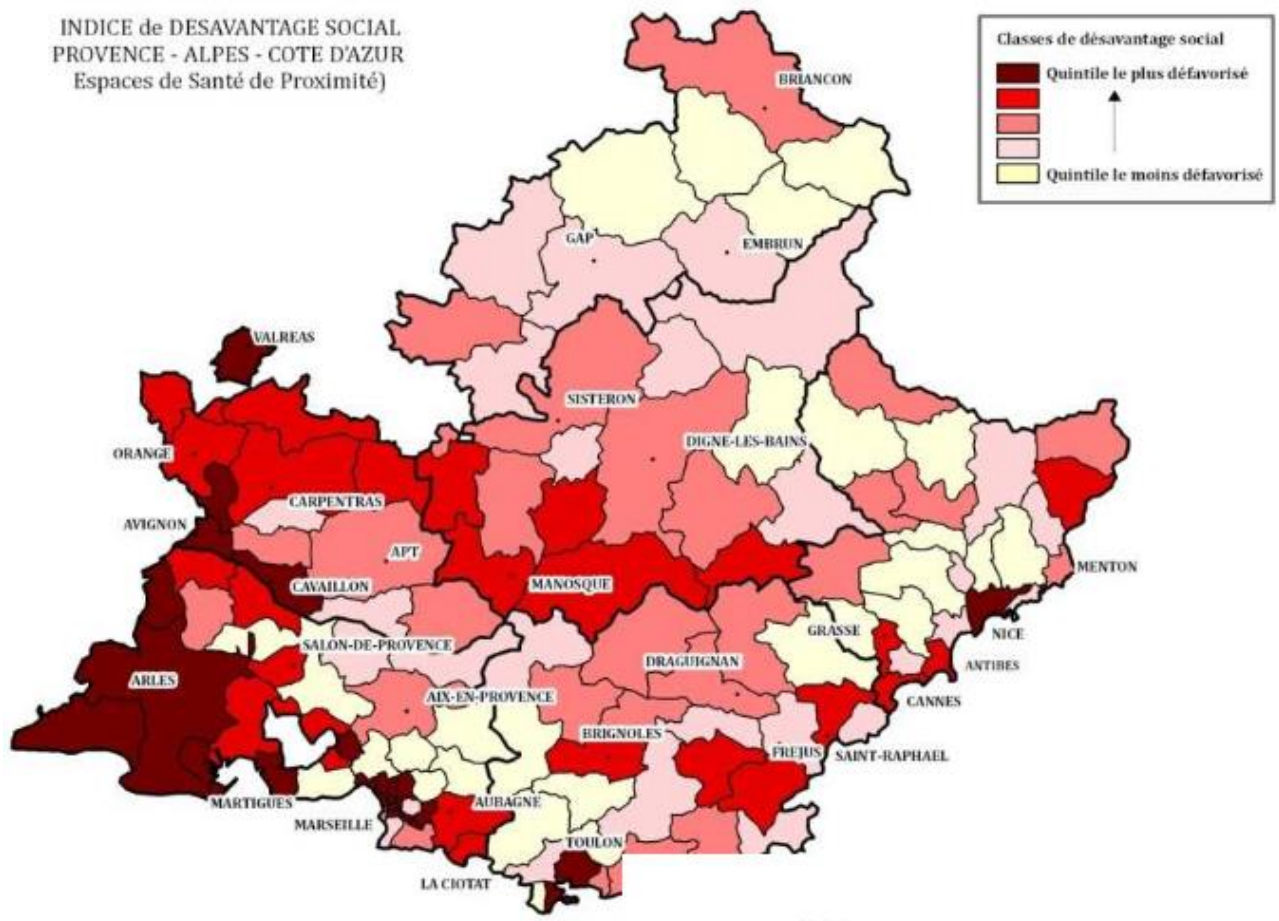 INDICE de DESAVANTAGE SOCIAL
PROVENCE - ALPES - COTE D'AZUR
Espaces de Santé de Proximité)
Classes de désavantage social
Quintile le plus défavorisé
Quintile le moins défavorisé
BRIANCON
GAP
EMBRUN
VALREAS
SISTERON
ORANGE
DIGNE-LES-BAINS
CARPENTRAS
AVIGNON
APT
CAVAILLON
MANOSQUE
MENTON
SALON-DE-PROVENCE
GRASSE
NICE
ARLES
DRAGUIGNAN
ANTIBES
AIX-EN-PROVENCE
CANNES
BRIGNOLES
FREJUS
SAINT-RAPHAEL
MARTIGUES
AUBAGNE
MARSEILLE
TOULON
LA CIOTAT